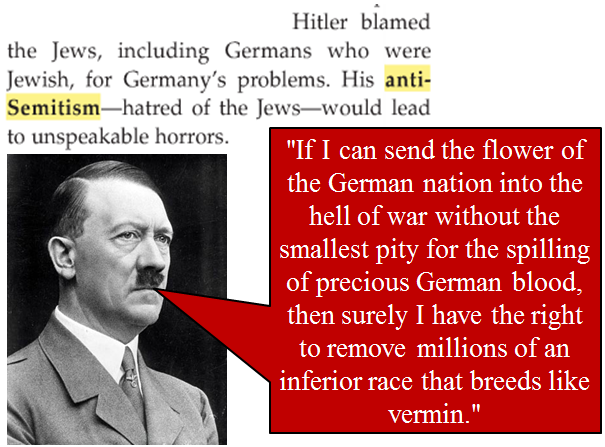 Hitler blamed
the Jews, including Germans who were
Jewish, for Germany's problems. His anti-
Semitism—hatred of the Jews—would lead
to unspeakable horrors.
"If I can send the flower of
the German nation into the
hell of war without the
smallest pity for the spilling
of precious German blood,
then surely I have the right
to remove millions of an
inferior race that breeds like
vermin."